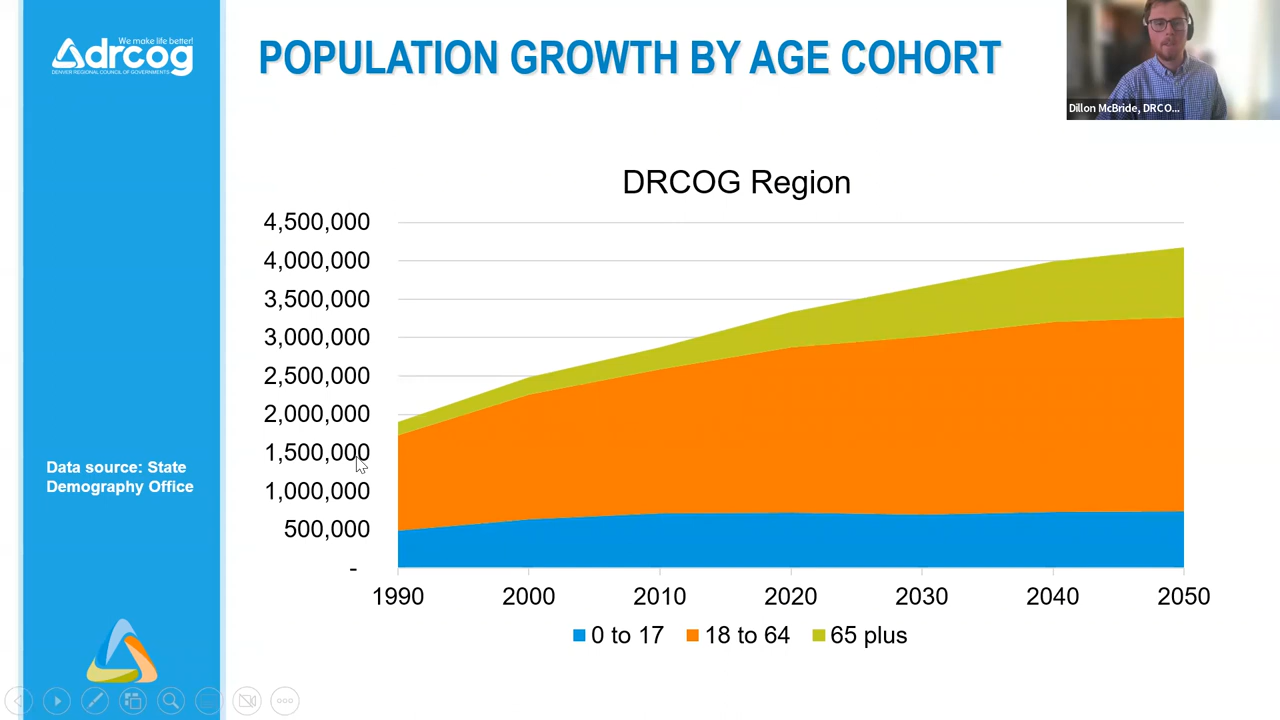 We make life better!
drcog
DENVER REGIONAL COUNCIL OF GOVERNMENTS
POPULATION GROWTH BY AGE COHORT
Dillon McBride, DRCO...
DRCOG Region
4,500,000
4,000,000
3,500,000
3,000,000
2,500,000
2,000,000
1,500,000
1,000,000
500,000
-
1990 2000 2010 2020 2030 2040 2050
0 to 17 18 to 64 65 plus
Data source: State
Demography Office